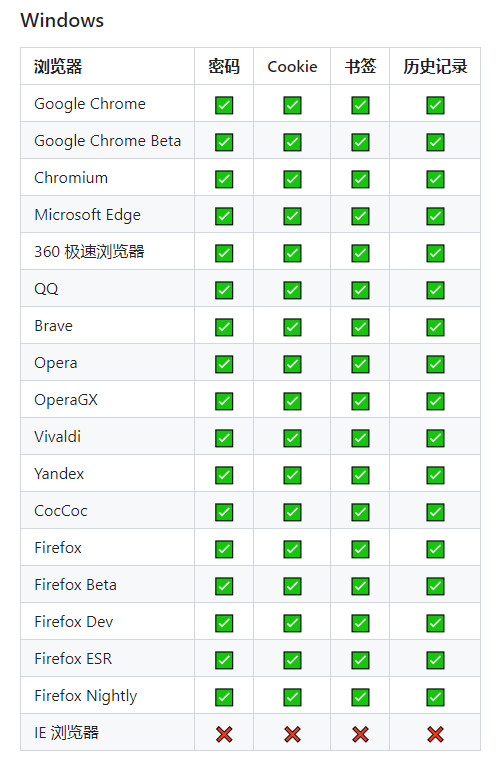 Windows
浏览器 密码 Cookie 书签 历史记录
Google Chrome ✅ ✅ ✅ ✅
Google Chrome Beta ✅ ✅ ✅ ✅
Chromium ✅ ✅ ✅ ✅
Microsoft Edge ✅ ✅ ✅ ✅
360 极速浏览器 ✅ ✅ ✅ ✅
QQ ✅ ✅ ✅ ✅
Brave ✅ ✅ ✅ ✅
Opera ✅ ✅ ✅ ✅
OperaGX ✅ ✅ ✅ ✅
Vivaldi ✅ ✅ ✅ ✅
Yandex ✅ ✅ ✅ ✅
CocCoc ✅ ✅ ✅ ✅
Firefox ✅ ✅ ✅ ✅
Firefox Beta ✅ ✅ ✅ ✅
Firefox Dev ✅ ✅ ✅ ✅
Firefox ESR ✅ ✅ ✅ ✅
Firefox Nightly ✅ ✅ ✅ ✅
IE 浏览器 ❌ ❌ ❌ ❌